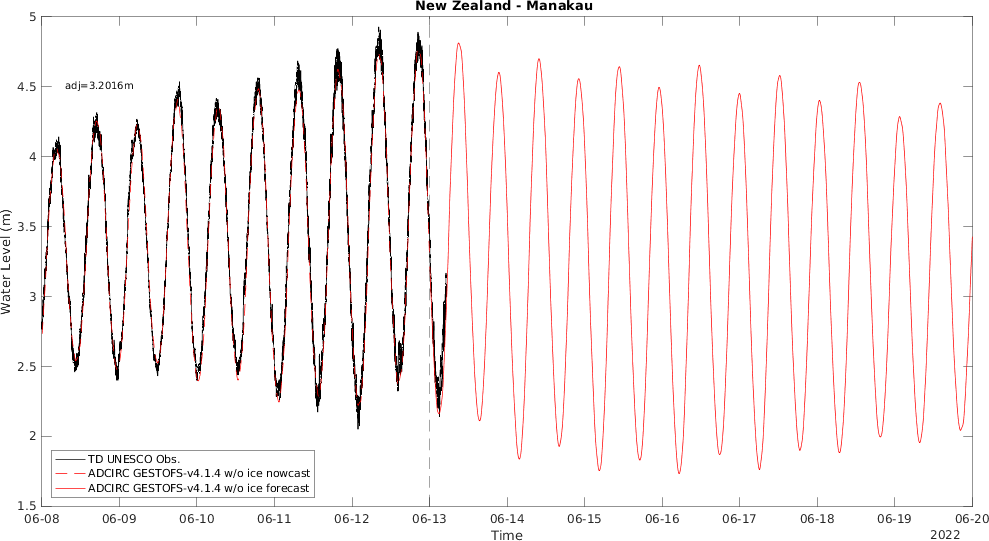 New Zealand - Manakau
5
4.5
4
3.5
3
2.5
2
1.5
Water Level (m)
adj=3.2016m
TD UNESCO Obs.
ADCIRC GESTOFS-v4.1.4 w/o ice nowcast
ADCIRC GESTOFS-v4.1.4 w/o ice forecast
06-08 06-09 06-10 06-11 06-12 06-13 06-14 06-15 06-16 06-17 06-18 06-19 06-20
Time
2022